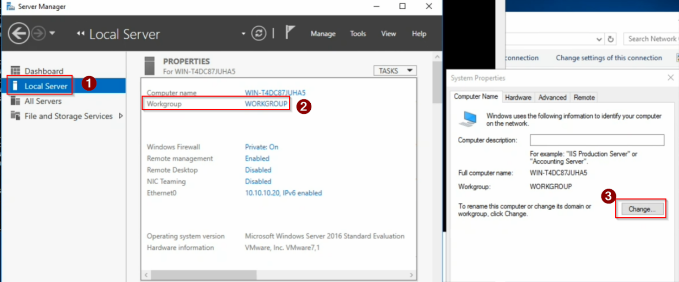 Server Manager
Local Server
Manage Tools View Help
Dashboard
Local Server
All Servers
File and Storage Services
1
PROPERTIES
For WIN-T4DC87JUHA5
TASKS
Computer name WIN-T4DC87JUHA5
Workgroup WORKGROUP
2
Windows Firewall Private: On
Remote management Enabled
Remote Desktop Disabled
NIC Teaming Disabled
Ethernet0 10.10.10.20, IPv6 enabled
Operating system version Microsoft Windows Server 2016 Standard Evaluation
Hardware information VMware, Inc. VMware7,1
Search Network
connection Change settings of this connection
System Properties
Computer Name Hardware Advanced Remote
Windows uses the following information to identify your computer
on the network.
Computer description:
For example: "IIS Production Server" or
"Accounting Server".
Full computer name: WIN-T4DC87JUHA5
Workgroup: WORKGROUP
3
To rename this computer or change its domain or
workgroup, click Change.
Change...